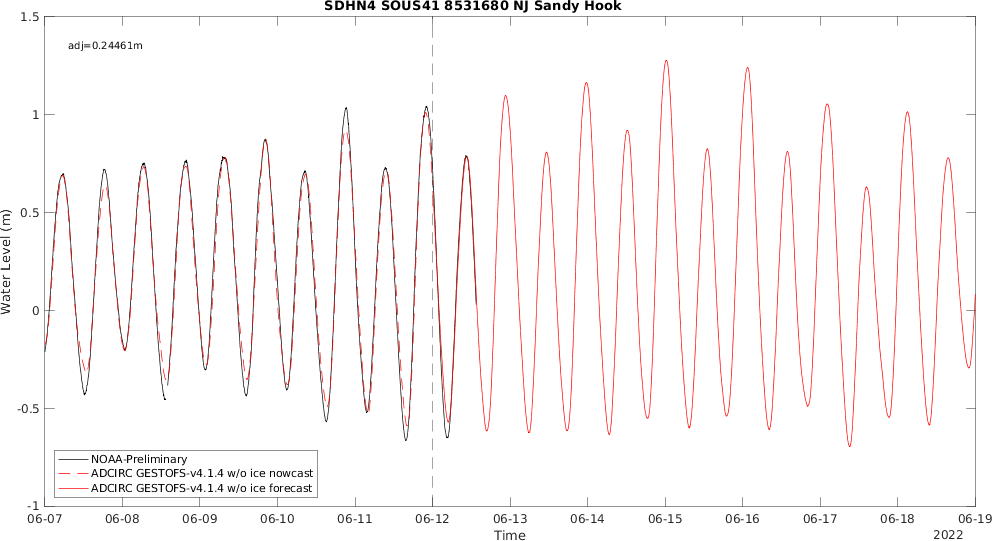 SDHN4 SOUS41 8531680 NJ Sandy Hook
1.5
adj=0.24461m
1
0.5
Water Level (m)
0
-0.5
NOAA-Preliminary
ADCIRC GESTOFS-v4.1.4 w/o ice nowcast
ADCIRC GESTOFS-v4.1.4 w/o ice forecast
-1
06-07 06-08 06-09 06-10 06-11 06-12 06-13 06-14 06-15 06-16 06-17 06-18 06-19
Time
2022